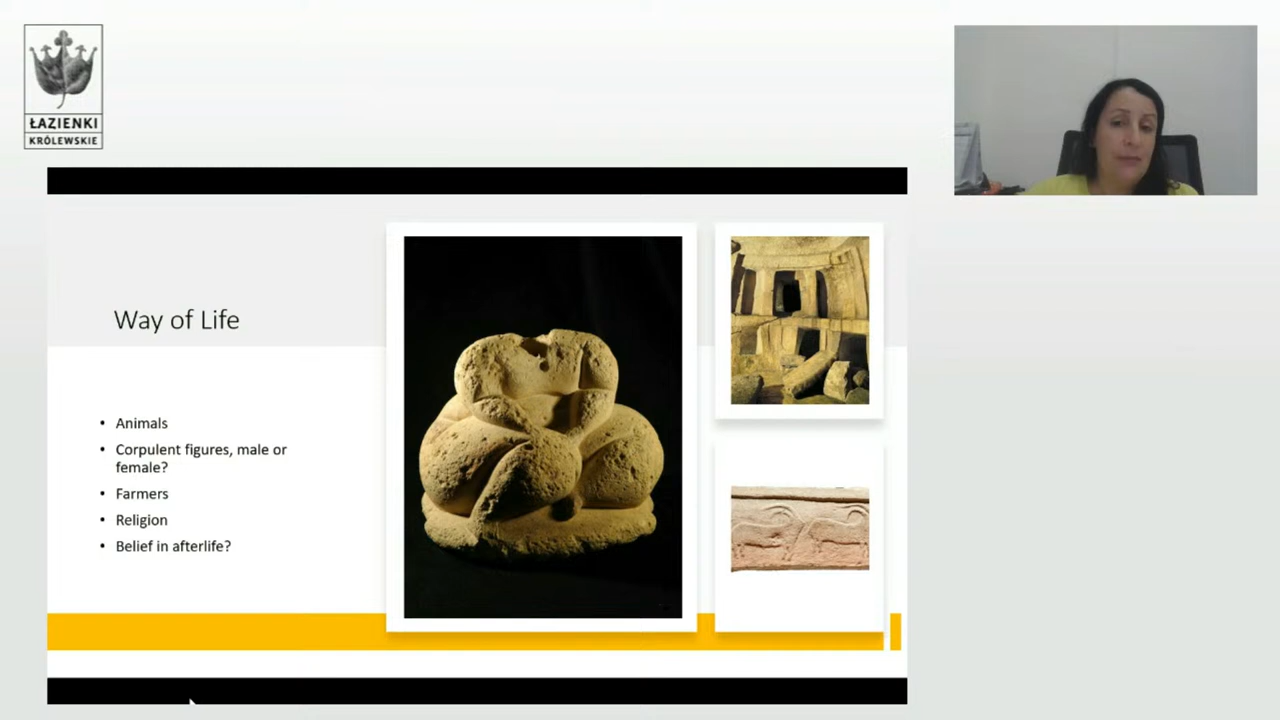 ŁAZIENKI
KRÓLEWSKIE
Way of Life
• Animals
• Corpulent figures, male or
female?
• Farmers
• Religion
• Belief in afterlife?